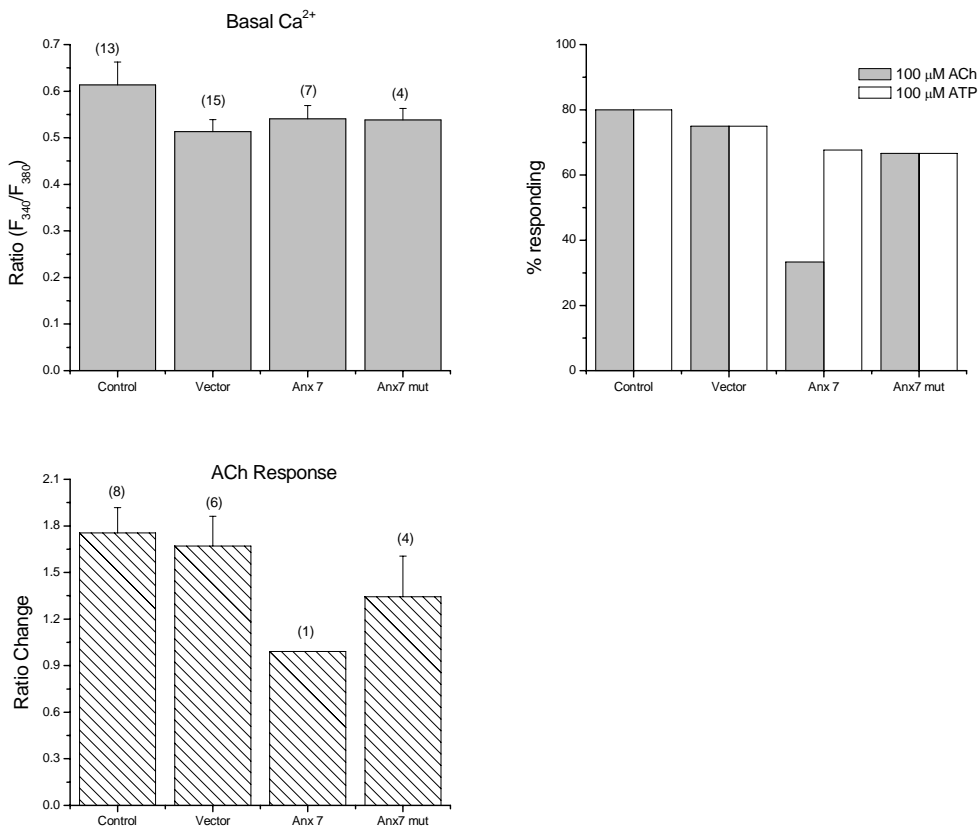 Basal Ca²⁺
Ratio (F₃₄₀/F₃₈₀)
0.7
0.6
0.5
0.4
0.3
0.2
0.1
0.0
(13)
(15)
(7)
(4)
Control
Vector
Anx 7
Anx7 mut
% responding
100
80
60
40
20
0
100 μM ACh
100 μM ATP
Control
Vector
Anx 7
Anx7 mut
ACh Response
Ratio Change
2.1
1.8
1.5
1.2
0.9
0.6
0.3
0.0
(8)
(6)
(1)
(4)
Control
Vector
Anx 7
Anx7 mut